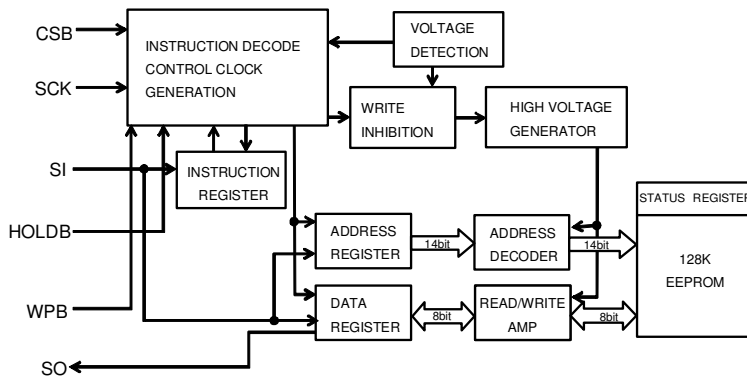 CSB
SCK
SI
HOLDB
WPB
SO
INSTRUCTION DECODE
CONTROL CLOCK
GENERATION
VOLTAGE
DETECTION
WRITE
INHIBITION
HIGH VOLTAGE
GENERATOR
INSTRUCTION
REGISTER
ADDRESS
REGISTER
14bit
ADDRESS
DECODER
14bit
DATA
REGISTER
8bit
READ/WRITE
AMP
8bit
STATUS REGISTER
128K
EEPROM